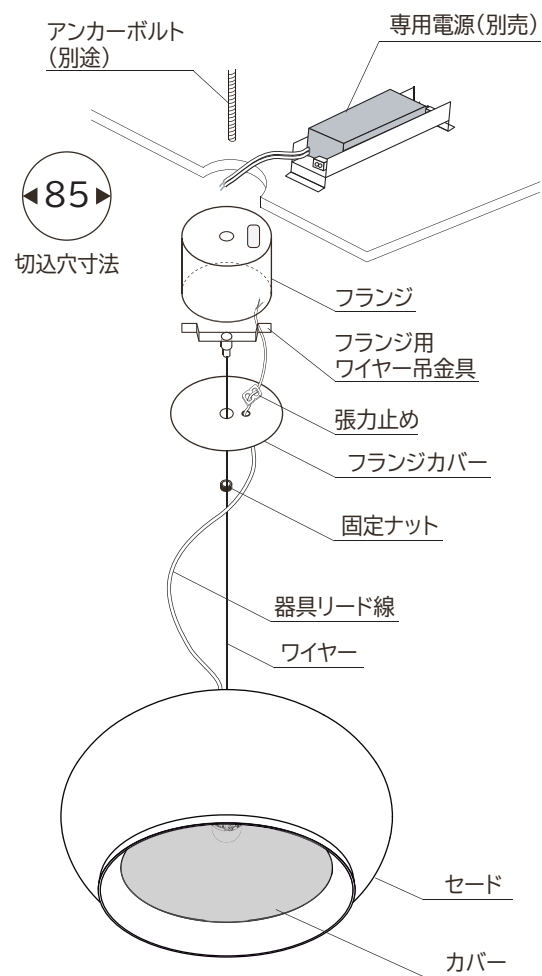 アンカーボルト
（別途）
専用電源（別売）
85
切込穴寸法
フランジ
フランジ用
ワイヤー吊金具
張力止め
フランジカバー
固定ナット
器具リード線
ワイヤー
セード
カバー